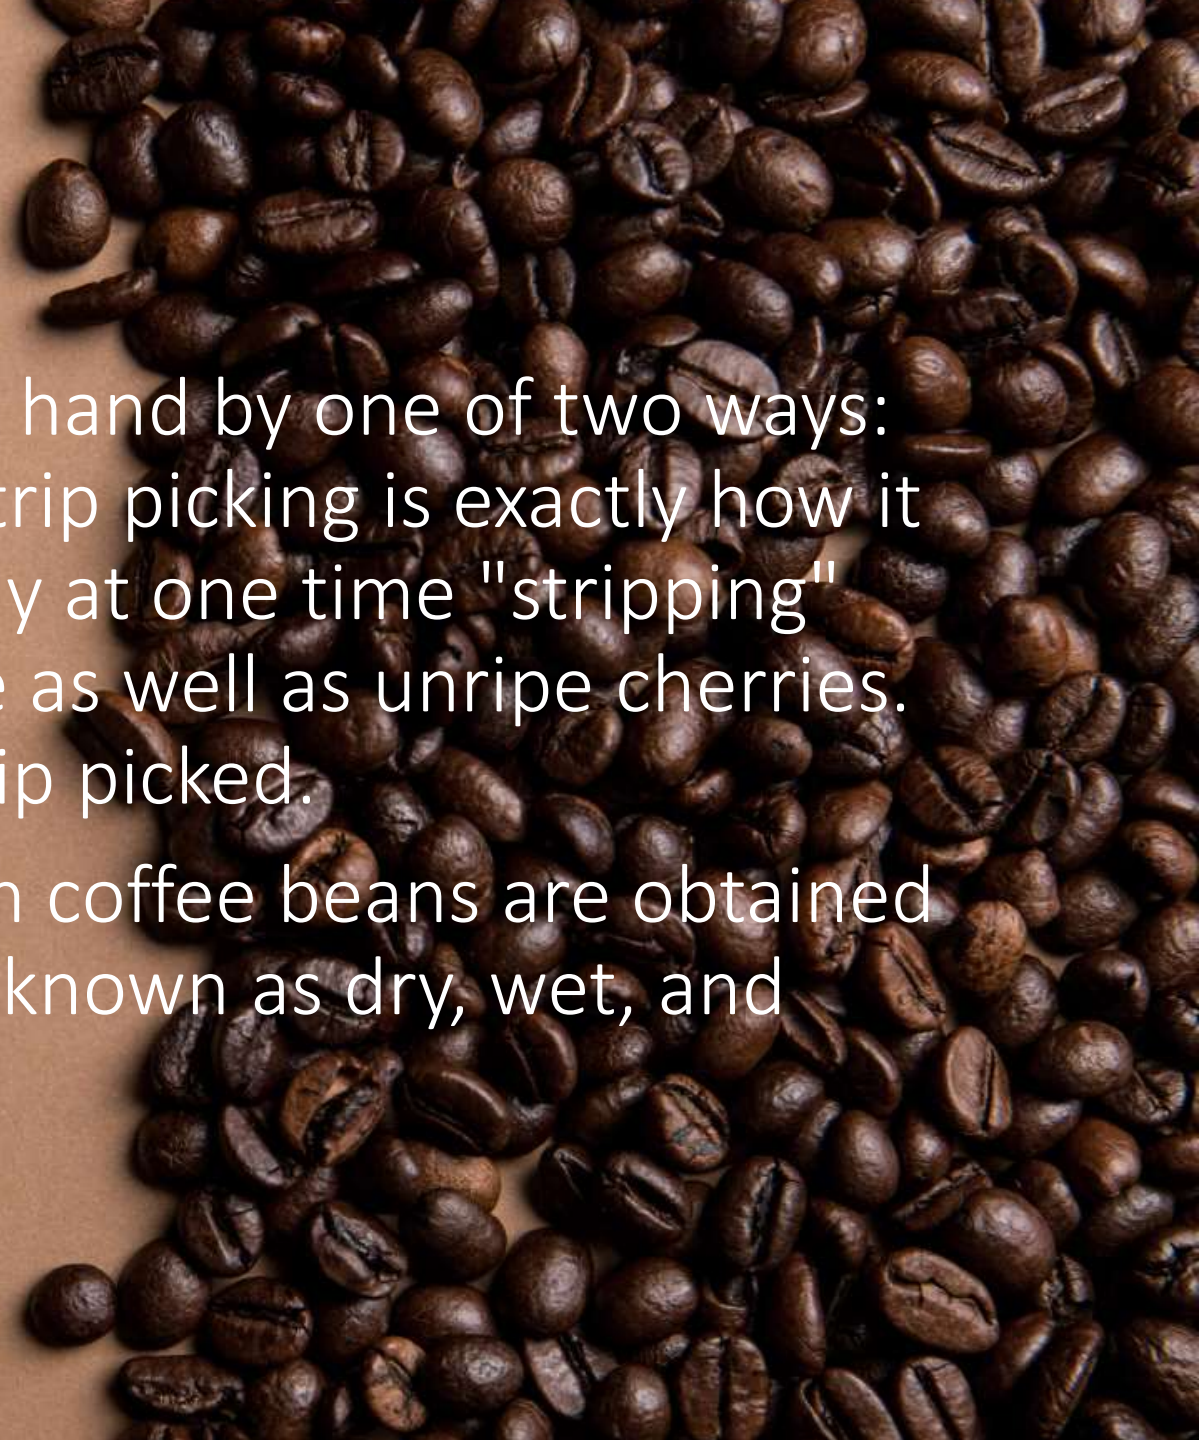 hand by one of two ways:
trip picking is exactly how it
y at one time "stripping"
e as well as unripe cherries.
ip picked.
n coffee beans are obtained
known as dry, wet, and